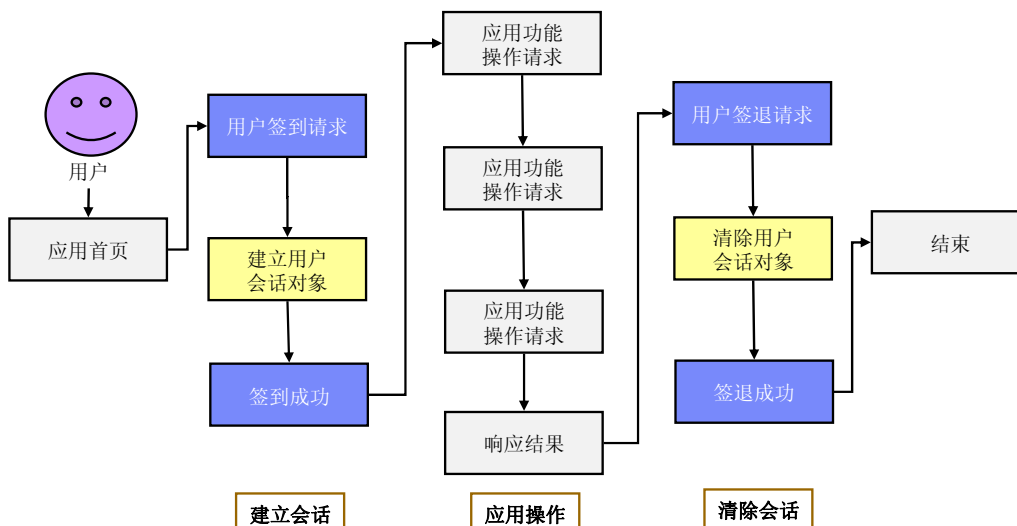 用户
应用首页
用户签到请求
建立用户
会话对象
签到成功
应用功能
操作请求
应用功能
操作请求
应用功能
操作请求
响应结果
用户签退请求
清除用户
会话对象
签退成功
结束
建立会话
应用操作
清除会话